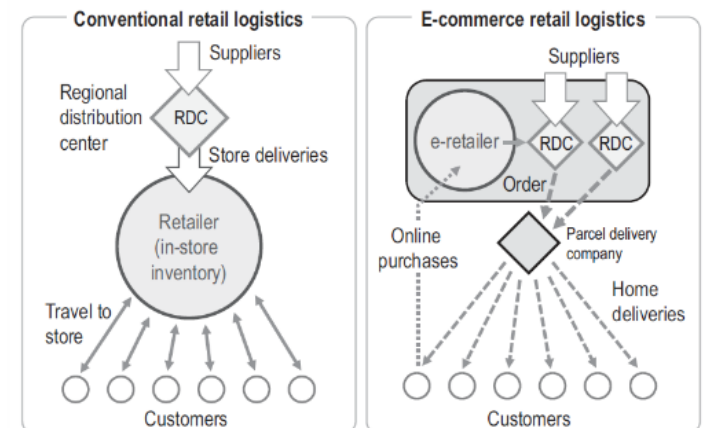 Conventional retail logistics
Suppliers
Regional
distribution
center
RDC
Store deliveries
Retailer
(in-store
inventory)
Travel to
store
Customers
E-commerce retail logistics
Suppliers
e-retailer
RDC
RDC
Order
Online
purchases
Parcel delivery
company
Home
deliveries
Customers